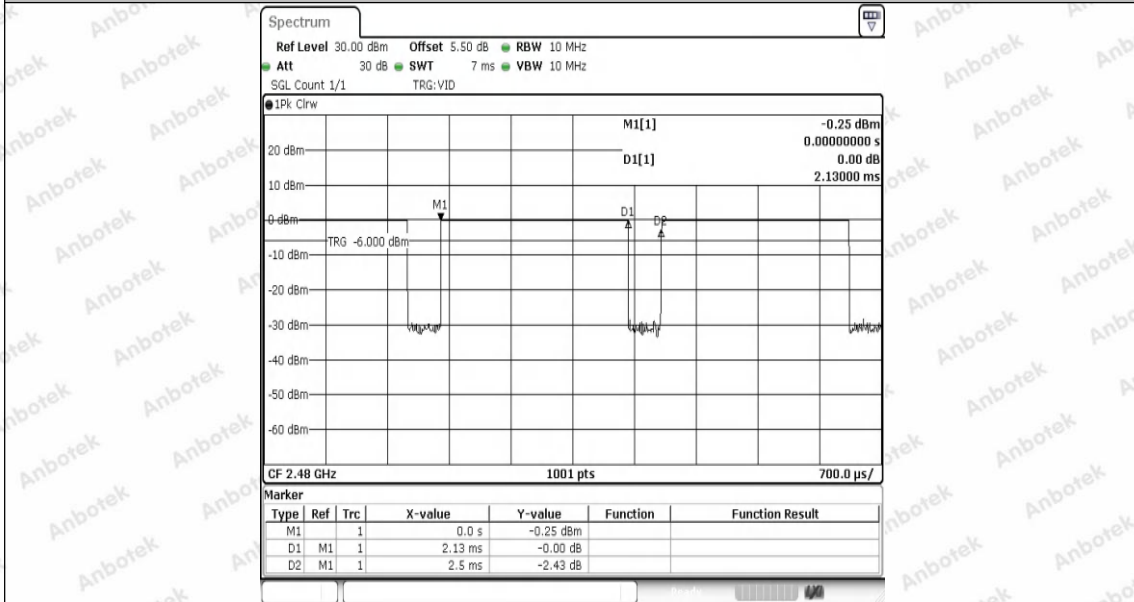 Spectrum
Ref Level 30.00 dBm Offset 5.50 dB RBW 10 MHz
Att 30 dB SWT 7 ms VBW 10 MHz
SGL Count 1/1 TRG:VID
1Pk Clrw
M1[1] -0.25 dBm
0.00000000 s
D1[1] 0.00 dB
2.13000 ms
20 dBm
10 dBm
M1
D1
D2
0 dBm
TRG -6.000 dBm
-10 dBm
-20 dBm
-30 dBm
-40 dBm
-50 dBm
-60 dBm
CF 2.48 GHz 1001 pts 700.0 µs/
Marker
Type Ref Trc X-value Y-value Function Function Result
M1 1 0.0 s -0.25 dBm
D1 M1 1 2.13 ms -0.00 dB
D2 M1 1 2.5 ms -2.43 dB
Anbotek